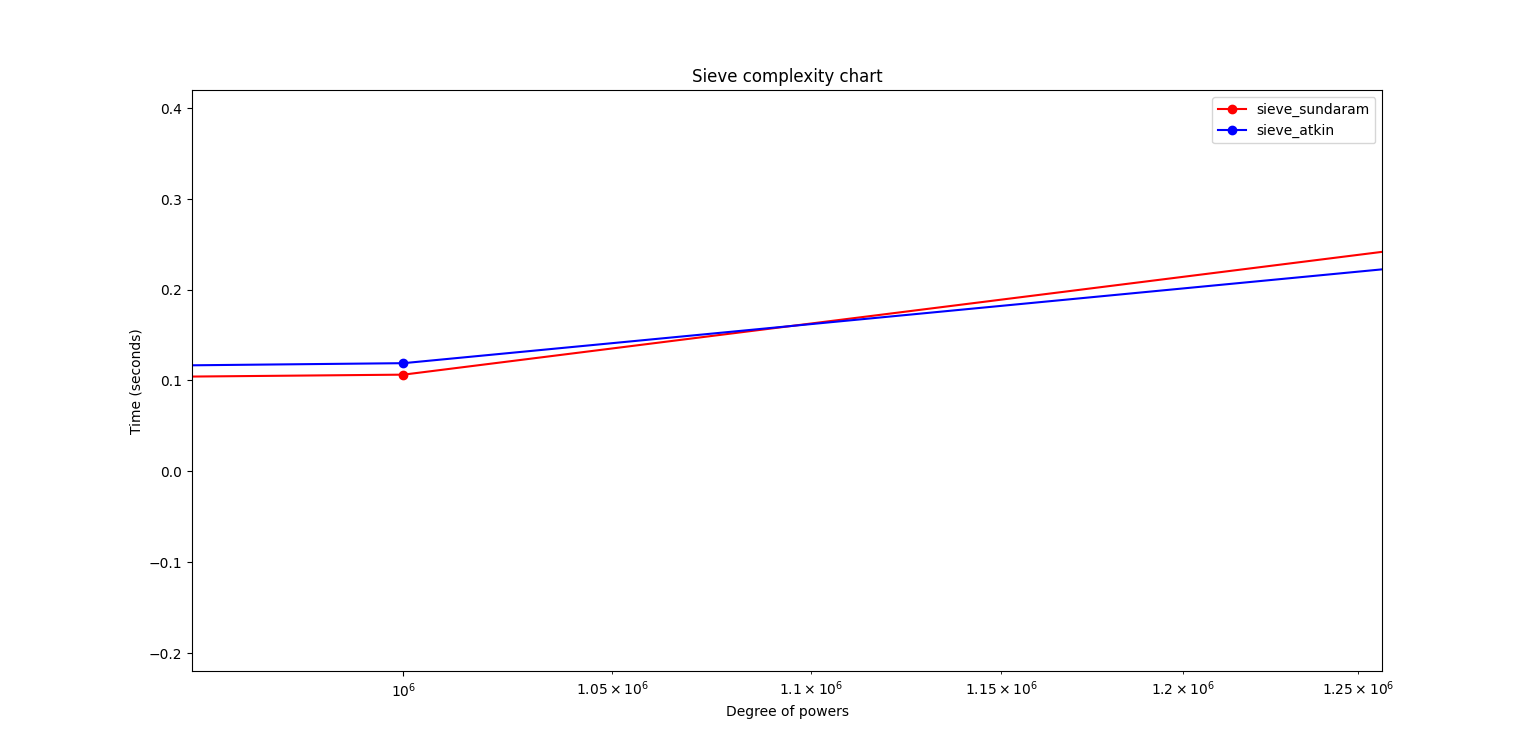 Sieve complexity chart
sieve_sundaram
sieve_atkin
Time (seconds)
0.4
0.3
0.2
0.1
0.0
−0.1
−0.2
10⁶ 1.05 × 10⁶ 1.1 × 10⁶ 1.15 × 10⁶ 1.2 × 10⁶ 1.25 × 10⁶
Degree of powers